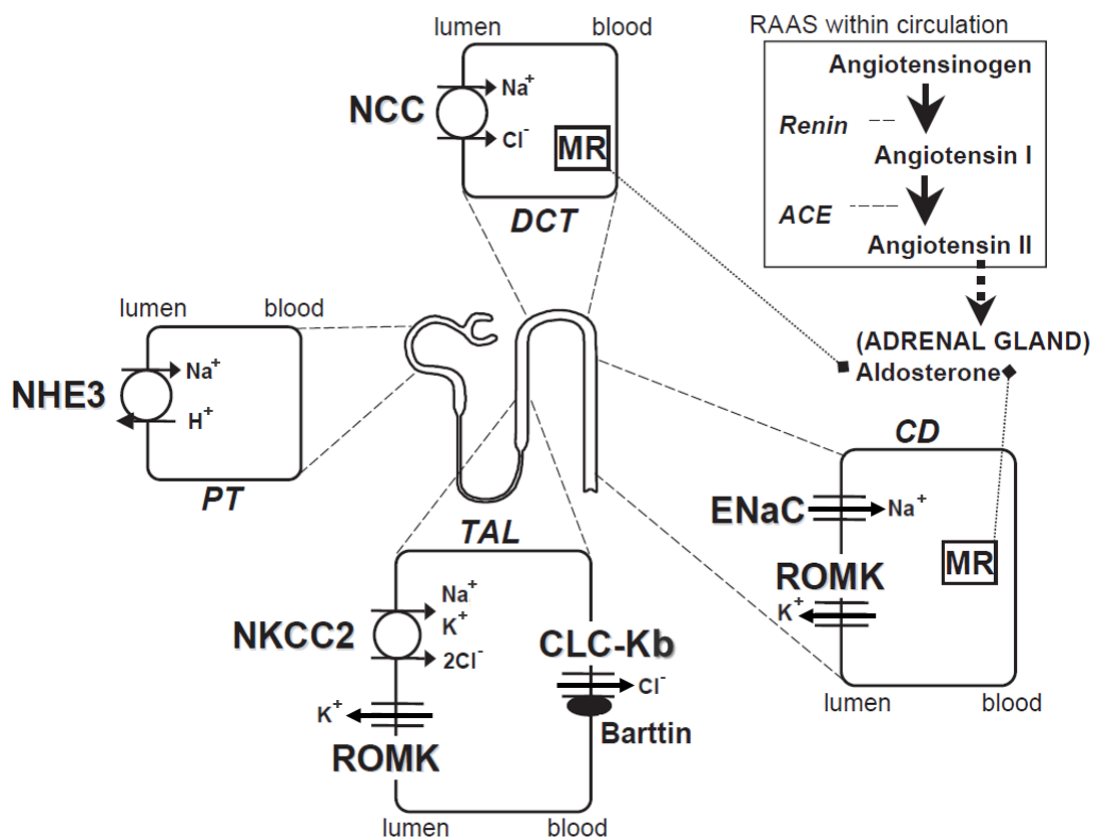 lumen
blood
NCC
Na+
Cl-
MR
DCT
RAAS within circulation
Angiotensinogen
Renin
Angiotensin I
ACE
Angiotensin II
(ADRENAL GLAND)
Aldosterone
lumen
blood
NHE3
Na+
H+
PT
CD
ENaC
Na+
MR
ROMK
K+
lumen
blood
TAL
NKCC2
Na+
K+
2Cl-
CLC-Kb
Cl-
Barttin
K+
ROMK
lumen
blood